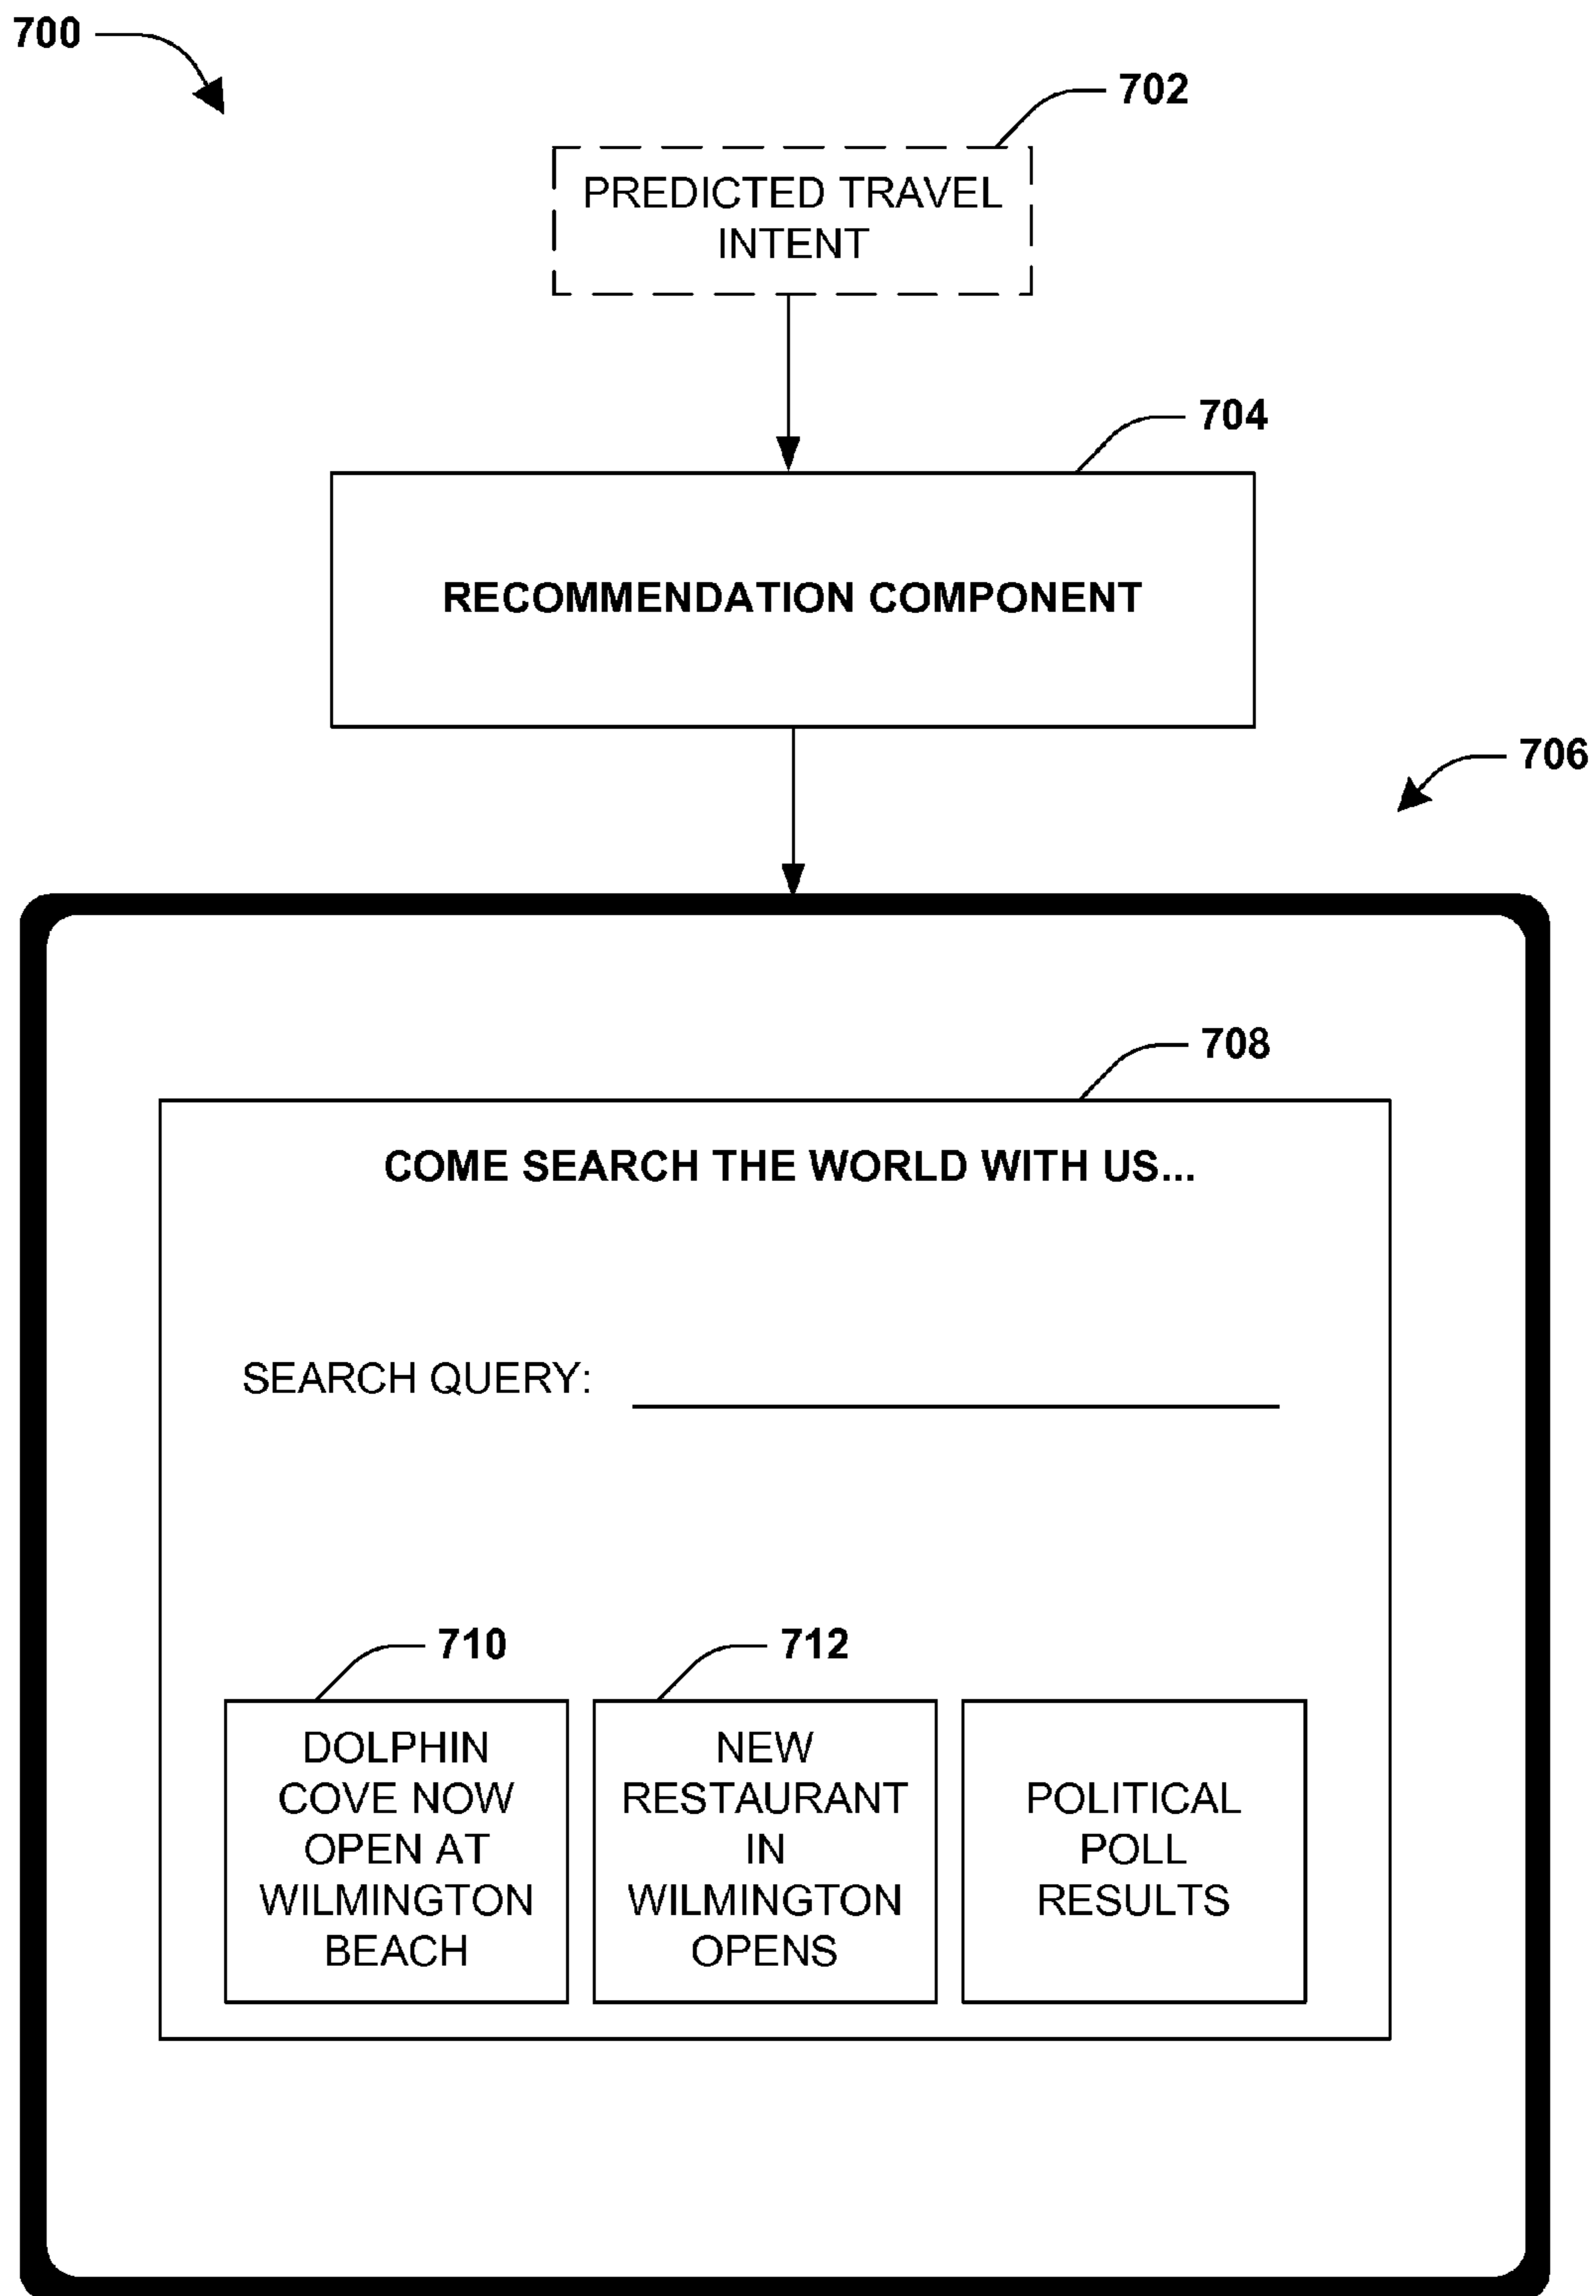 700
702
PREDICTED TRAVEL
INTENT
704
RECOMMENDATION COMPONENT
706
708
COME SEARCH THE WORLD WITH US...
SEARCH QUERY:
710
DOLPHIN
COVE NOW
OPEN AT
WILMINGTON
BEACH
712
NEW
RESTAURANT
IN
WILMINGTON
OPENS
POLITICAL
POLL
RESULTS